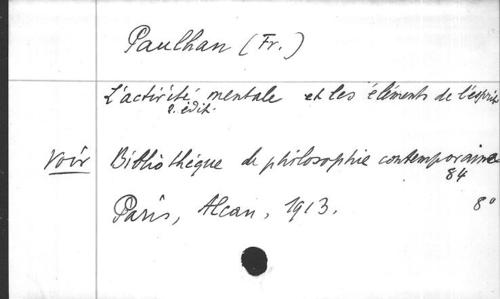 Paulhan (Fr.)
L'activité mentale et les éléments de l'esprit
2. édit.
Voir Bibliothèque de philosophie contemporaine
84
Paris, Alcan, 1913. 8°